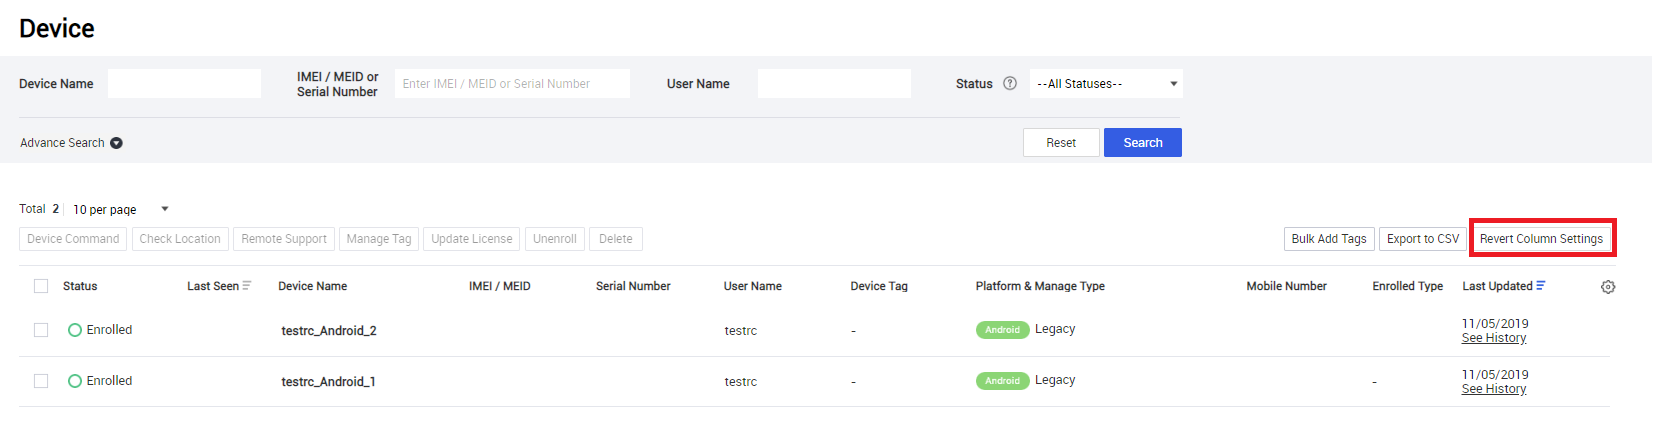 Device
Device Name
IMEI / MEID or
Serial Number
Enter IMEI / MEID or Serial Number
User Name
Status ?
--All Statuses--
Advance Search
Reset
Search
Total 2
10 per page
Device Command
Check Location
Remote Support
Manage Tag
Update License
Unenroll
Delete
Bulk Add Tags
Export to CSV
Revert Column Settings
Status Last Seen Device Name IMEI / MEID Serial Number User Name Device Tag Platform & Manage Type Mobile Number Enrolled Type Last Updated
Enrolled testrc_Android_2 testrc - Android Legacy 11/05/2019
See History
Enrolled testrc_Android_1 testrc - Android Legacy - 11/05/2019
See History